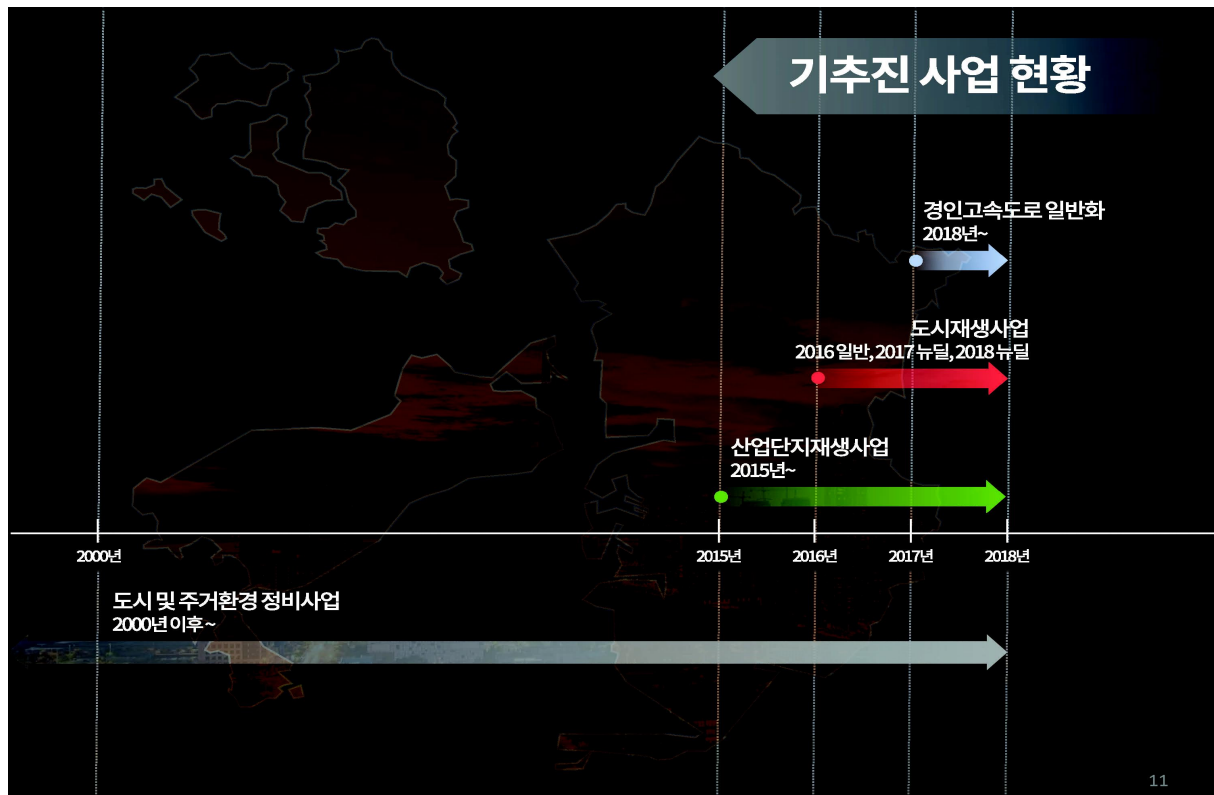 기추진 사업 현황
경인고속도로 일반화
2018년~
도시재생사업
2016 일반, 2017 뉴딜, 2018 뉴딜
산업단지재생사업
2015년~
2000년
2015년
2016년
2017년
2018년
도시 및 주거환경 정비사업
2000년 이후~
11